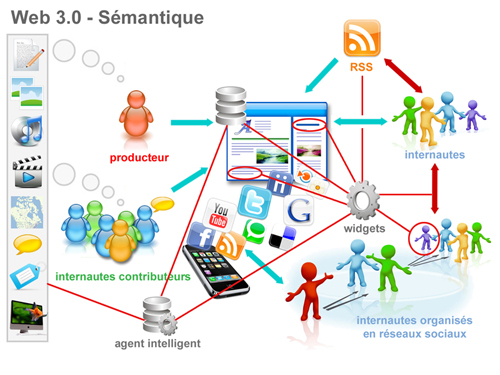 Web 3.0 - Sémantique
RSS
producteur
internautes
You
Tube
widgets
internautes contributeurs
agent intelligent
internautes organisés
en réseaux sociaux